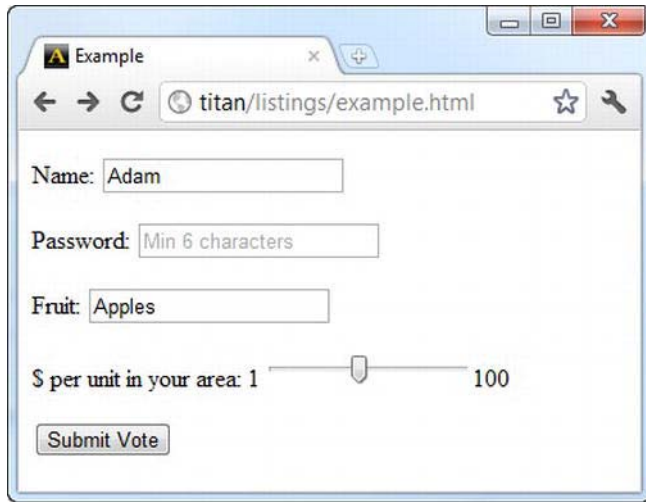 A Example
titan/listings/example.html
Name: Adam
Password: Min 6 characters
Fruit: Apples
$ per unit in your area: 1 100
Submit Vote